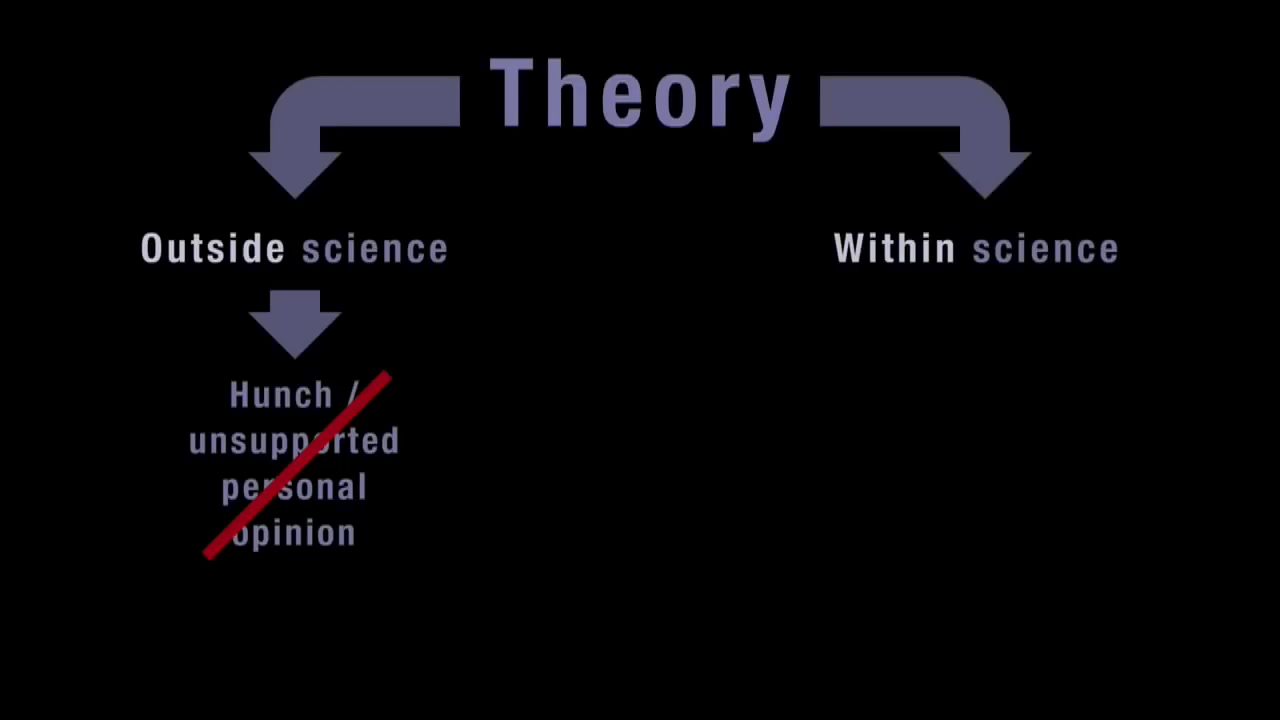 Theory
Outside science
Within science
Hunch /
unsupported
personal
opinion